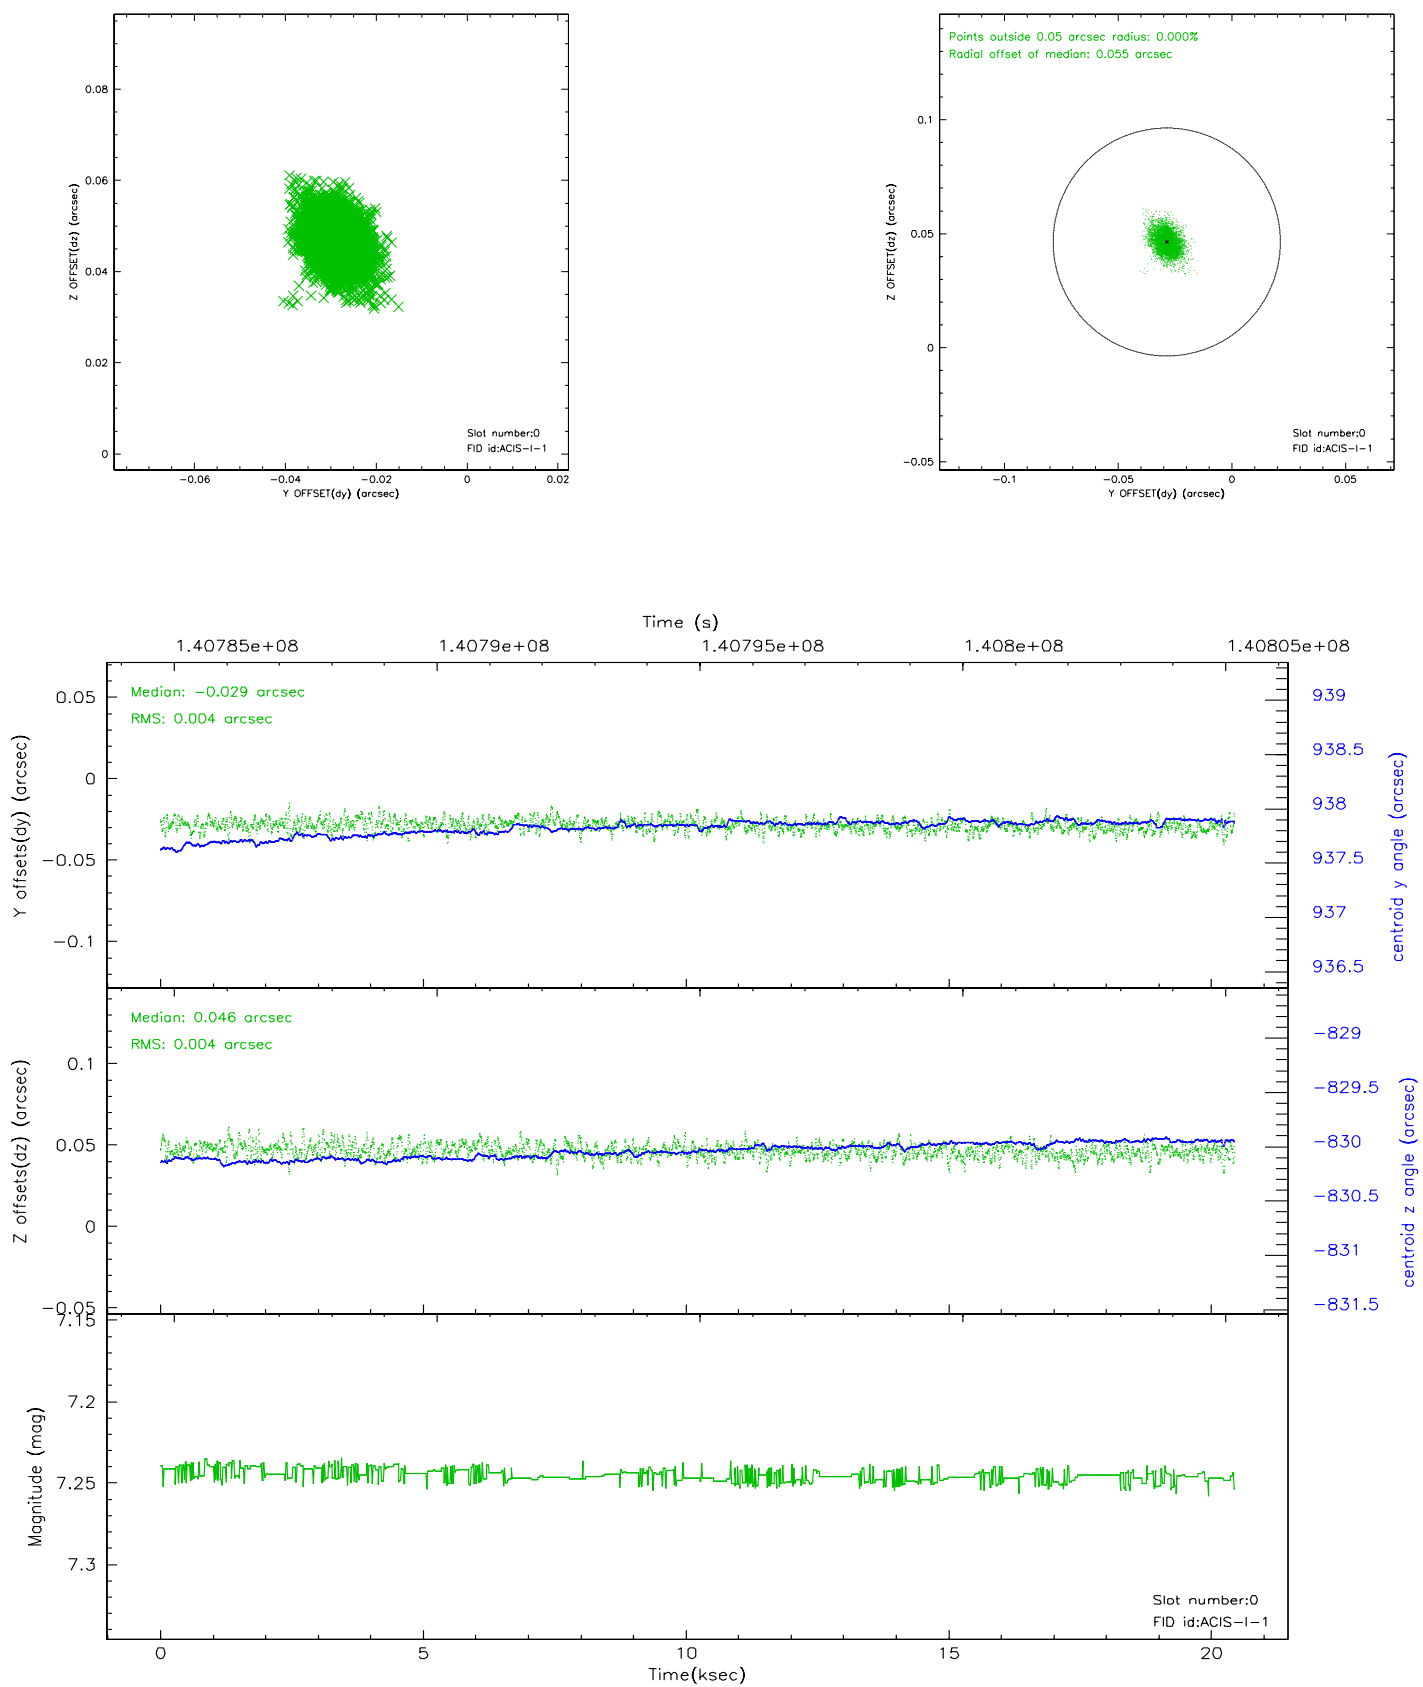 0.08
0.06
0.04
0.02
0
Z OFFSET(dz) (arcsec)
Slot number:0
FID id:ACIS-I-1
-0.06
-0.04
-0.02
0
0.02
Y OFFSET(dy) (arcsec)
Points outside 0.05 arcsec radius: 0.000%
Radial offset of median: 0.055 arcsec
0.1
0.05
0
-0.05
Z OFFSET(dz) (arcsec)
Slot number:0
FID id:ACIS-I-1
-0.1
-0.05
0
0.05
Y OFFSET(dy) (arcsec)
Time (s)
1.40785e+08
1.4079e+08
1.40795e+08
1.408e+08
1.40805e+08
Median: -0.029 arcsec
RMS: 0.004 arcsec
0.05
0
-0.05
-0.1
Y offsets(dy) (arcsec)
939
938.5
938
937.5
937
936.5
centroid y angle (arcsec)
Median: 0.046 arcsec
RMS: 0.004 arcsec
0.1
0.05
0
-0.05
Z offsets(dz) (arcsec)
-829
-829.5
-830
-830.5
-831
-831.5
centroid z angle (arcsec)
7.15
7.2
7.25
7.3
Magnitude (mag)
Slot number:0
FID id:ACIS-I-1
0
5
10
15
20
Time(ksec)